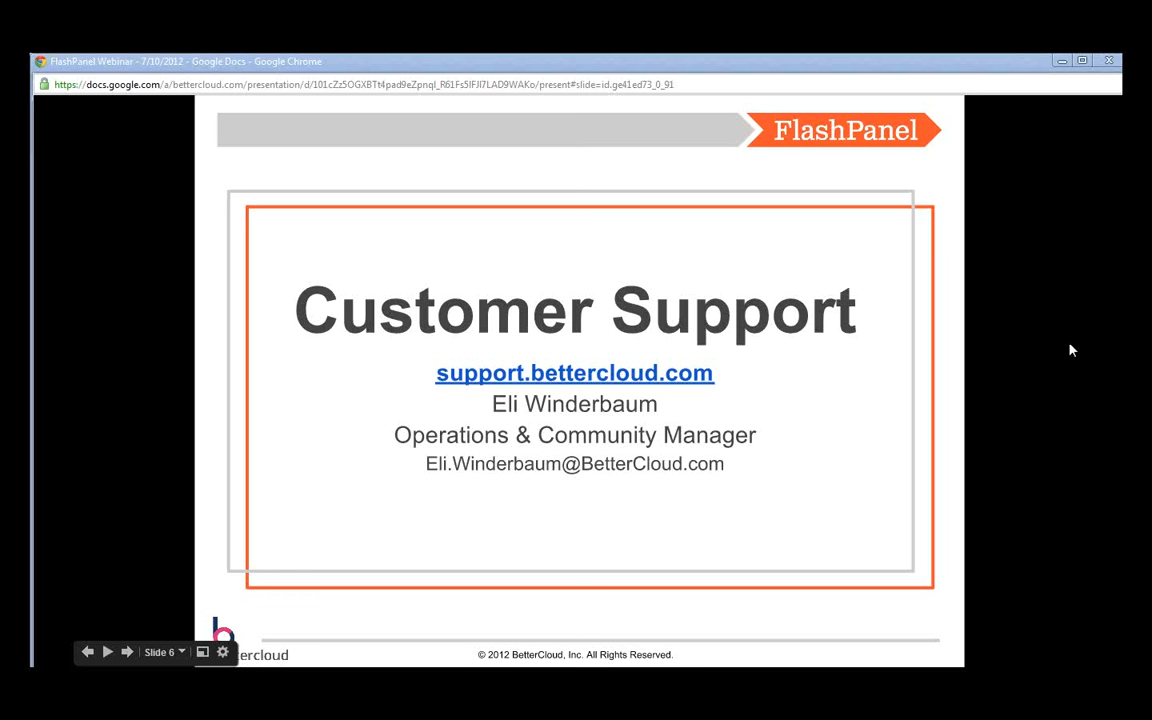 FlashPanel Webinar - 7/10/2012 - Google Docs - Google Chrome
https://docs.google.com/a/bettercloud.com/presentation/d/101cZz5OGXBTt4pad9eZpnqI_R61Fs5IFJI7LAD9WAKo/present#slide=id.ge41ed73_0_91
FlashPanel
Customer Support
support.bettercloud.com
Eli Winderbaum
Operations & Community Manager
Eli.Winderbaum@BetterCloud.com
Slide 6
tercloud
© 2012 BetterCloud, Inc. All Rights Reserved.